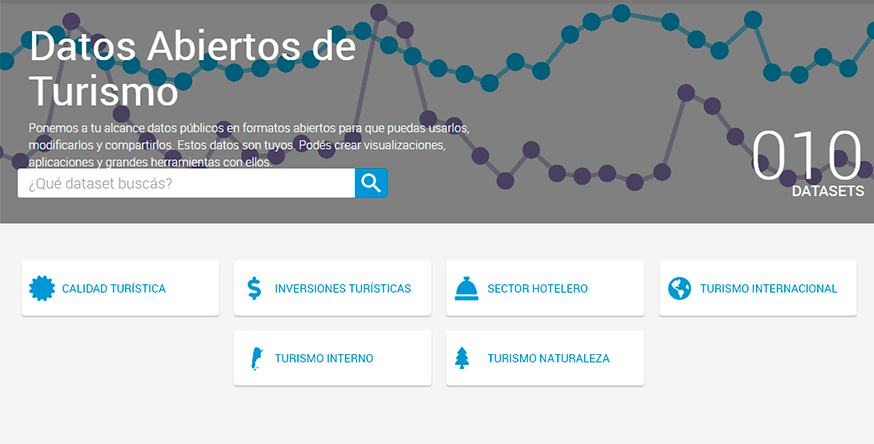 Datos Abiertos de
Turismo
Ponemos a tu alcance datos públicos en formatos abiertos para que puedas usarlos,
modificarlos y compartirlos. Estos datos son tuyos. Podés crear visualizaciones,
aplicaciones y grandes herramientas con ellos.
¿Qué dataset buscás?
010
DATASETS
CALIDAD TURÍSTICA
INVERSIONES TURÍSTICAS
SECTOR HOTELERO
TURISMO INTERNACIONAL
TURISMO INTERNO
TURISMO NATURALEZA